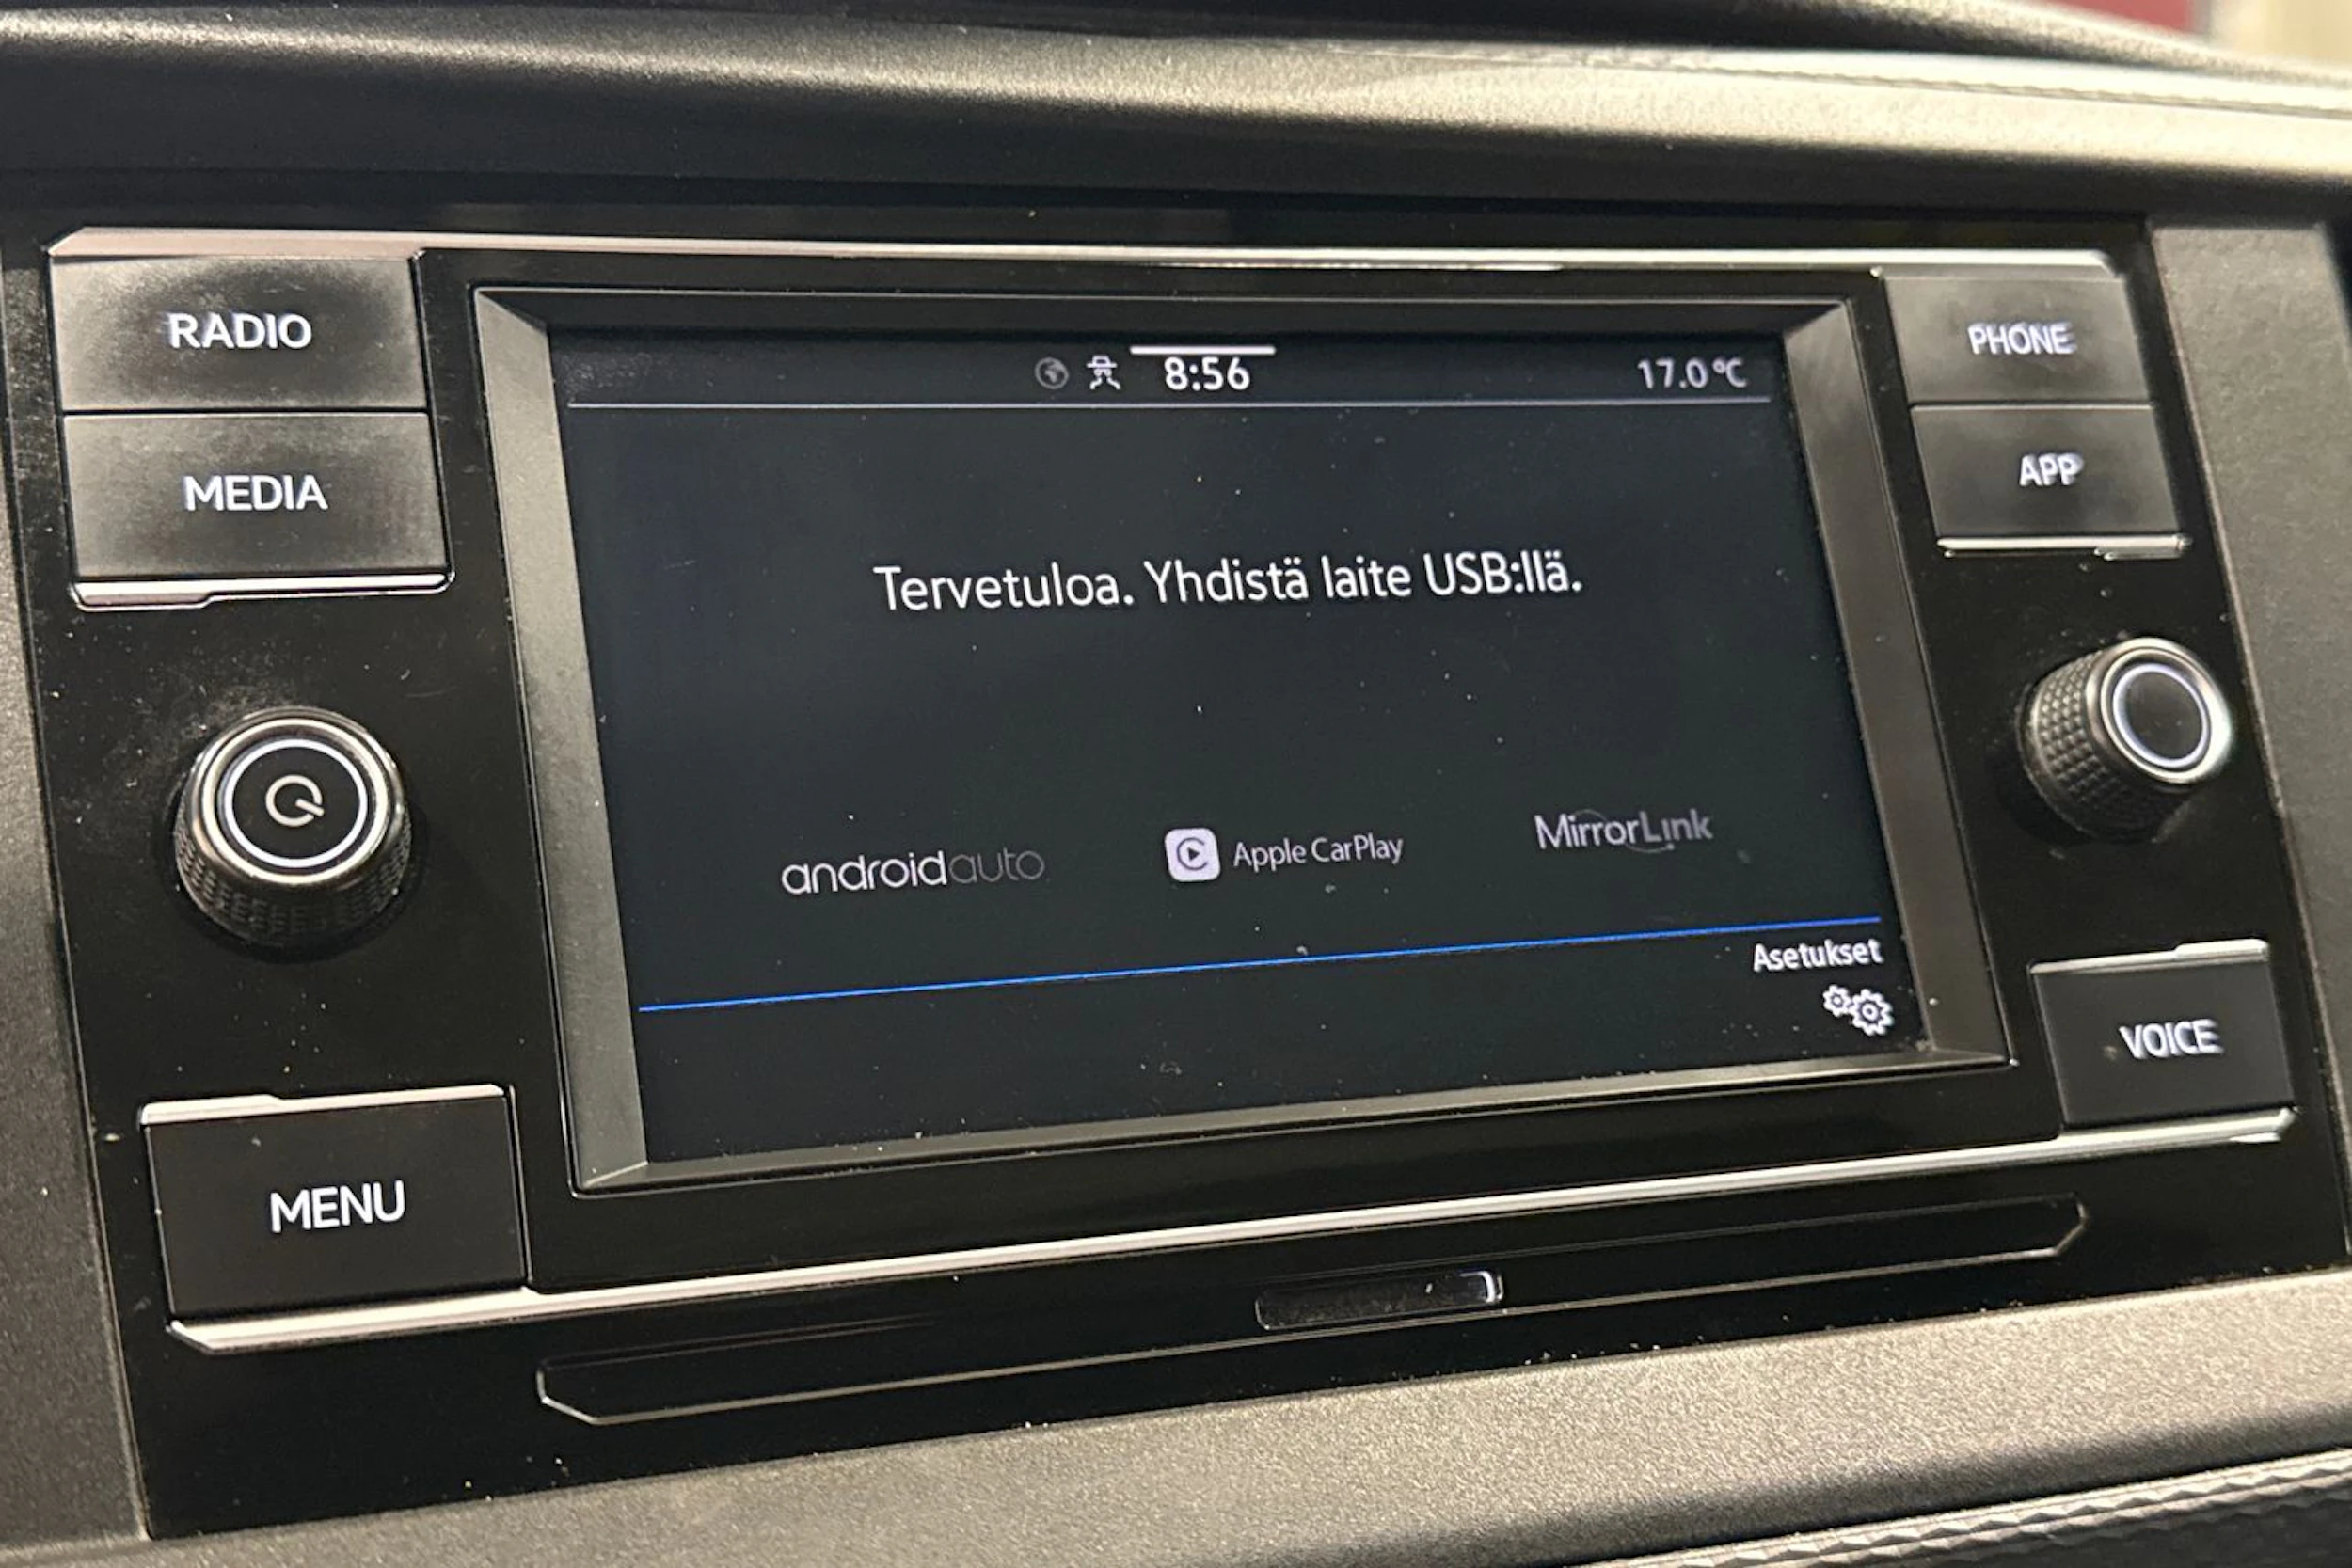 RADIO
MEDIA
MENU
8:56
17.0°C
Tervetuloa. Yhdistä laite USB:llä.
androidauto
Apple CarPlay
MirrorLink
Asetukset
PHONE
APP
VOICE